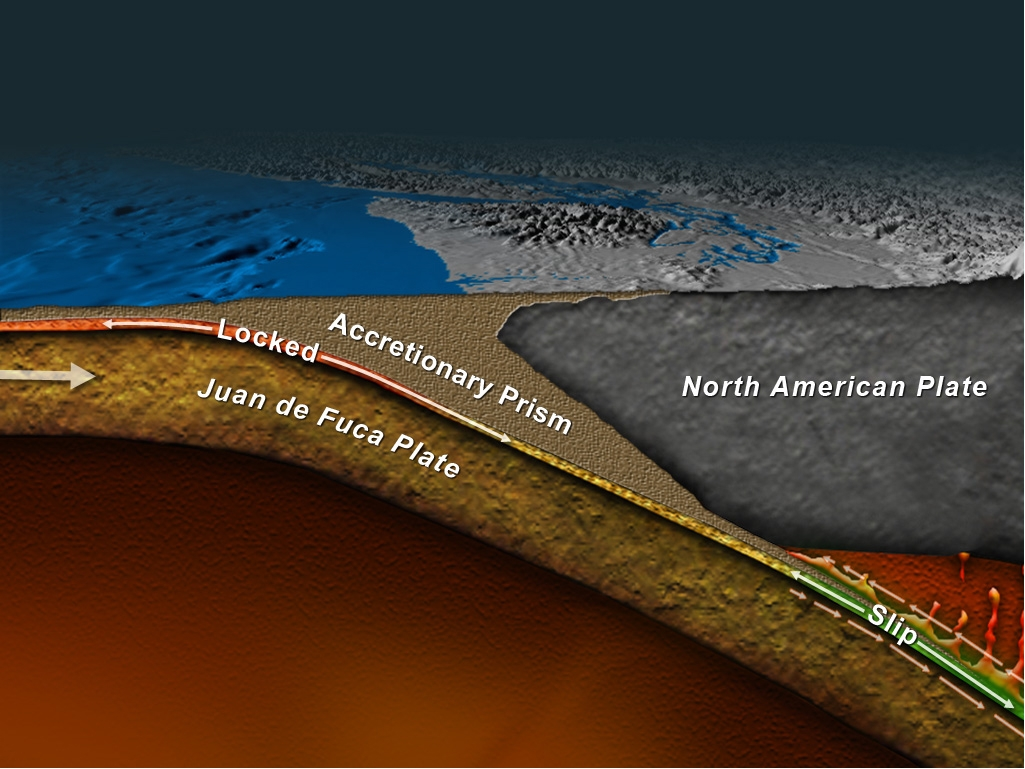 Locked
Accretionary Prism
Juan de Fuca Plate
North American Plate
Slip